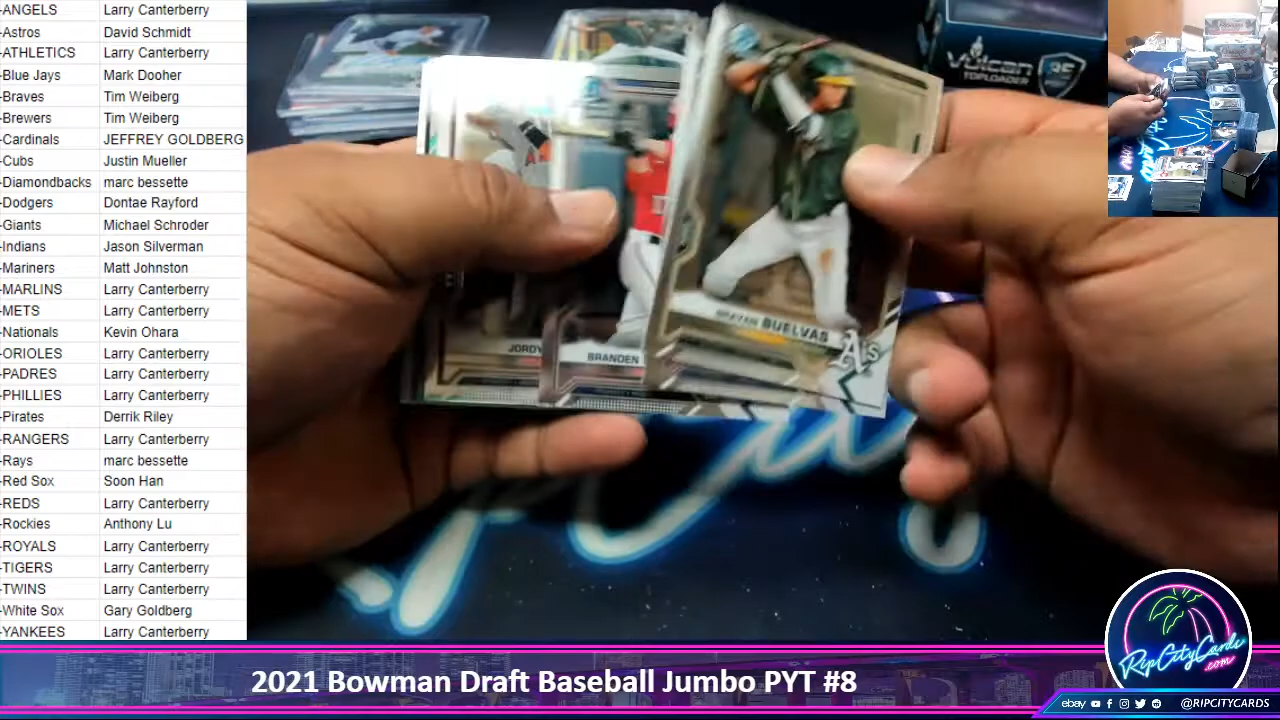 -ANGELS Larry Canterberry
-Astros David Schmidt
-ATHLETICS Larry Canterberry
-Blue Jays Mark Dooher
-Braves Tim Weiberg
-Brewers Tim Weiberg
-Cardinals JEFFREY GOLDBERG
-Cubs Justin Mueller
-Diamondbacks marc bessette
-Dodgers Dontae Rayford
-Giants Michael Schroder
-Indians Jason Silverman
-Mariners Matt Johnston
-MARLINS Larry Canterberry
-METS Larry Canterberry
-Nationals Kevin Ohara
-ORIOLES Larry Canterberry
-PADRES Larry Canterberry
-PHILLIES Larry Canterberry
-Pirates Derrik Riley
-RANGERS Larry Canterberry
-Rays marc bessette
-Red Sox Soon Han
-REDS Larry Canterberry
-Rockies Anthony Lu
-ROYALS Larry Canterberry
-TIGERS Larry Canterberry
-TWINS Larry Canterberry
-White Sox Gary Goldberg
-YANKEES Larry Canterberry
Vulcan
TOPLOADER
35
BUELVAS
A's
JORDY
BRANDEN
RipCityCards
.com
2021 Bowman Draft Baseball Jumbo PYT #8
ebay @RIPCITYCARDS